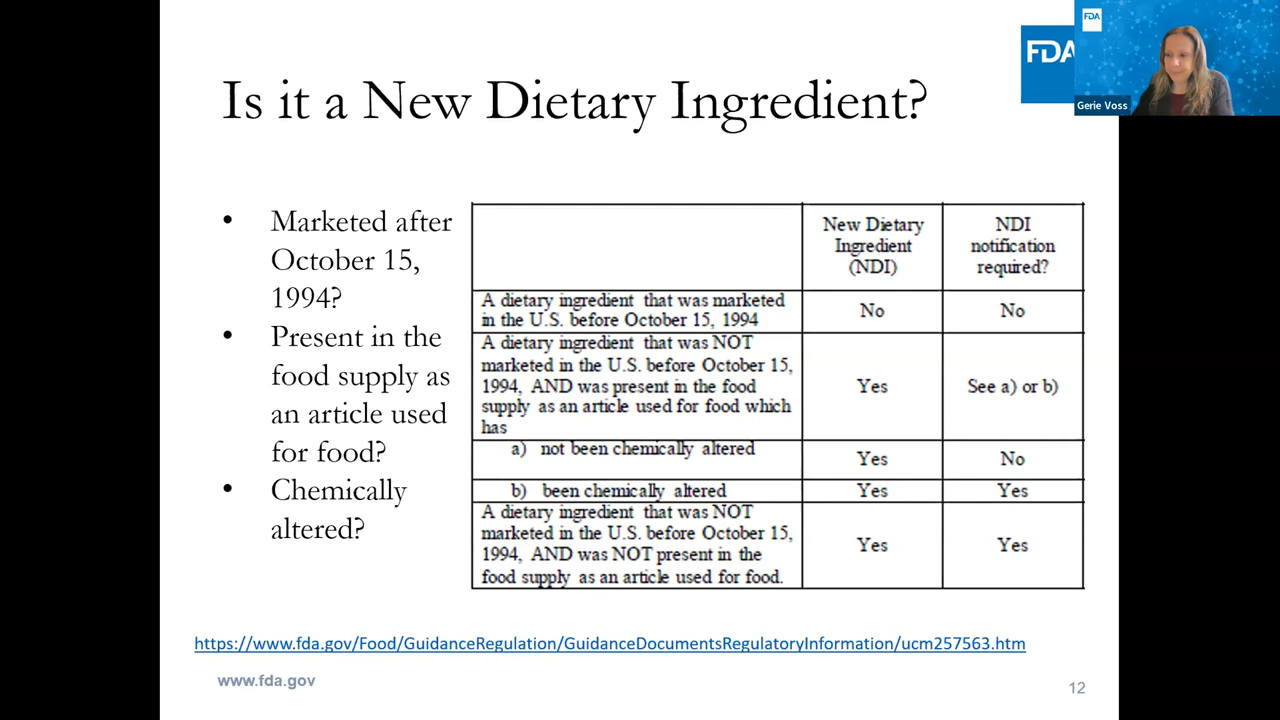 Is it a New Dietary Ingredient?
FDA
FDA
Gerie Voss
• Marketed after
October 15,
1994?
• Present in the
food supply as
an article used
for food?
• Chemically
altered?
New Dietary
Ingredient
(NDI)
NDI
notification
required?
A dietary ingredient that was marketed
in the U.S. before October 15, 1994
No
No
A dietary ingredient that was NOT
marketed in the U.S. before October 15,
1994, AND was present in the food
supply as an article used for food which
has
Yes
See a) or b)
a) not been chemically altered
Yes
No
b) been chemically altered
Yes
Yes
A dietary ingredient that was NOT
marketed in the U.S. before October 15,
1994, AND was NOT present in the
food supply as an article used for food.
Yes
Yes
https://www.fda.gov/Food/GuidanceRegulation/GuidanceDocumentsRegulatoryInformation/ucm257563.htm
www.fda.gov
12